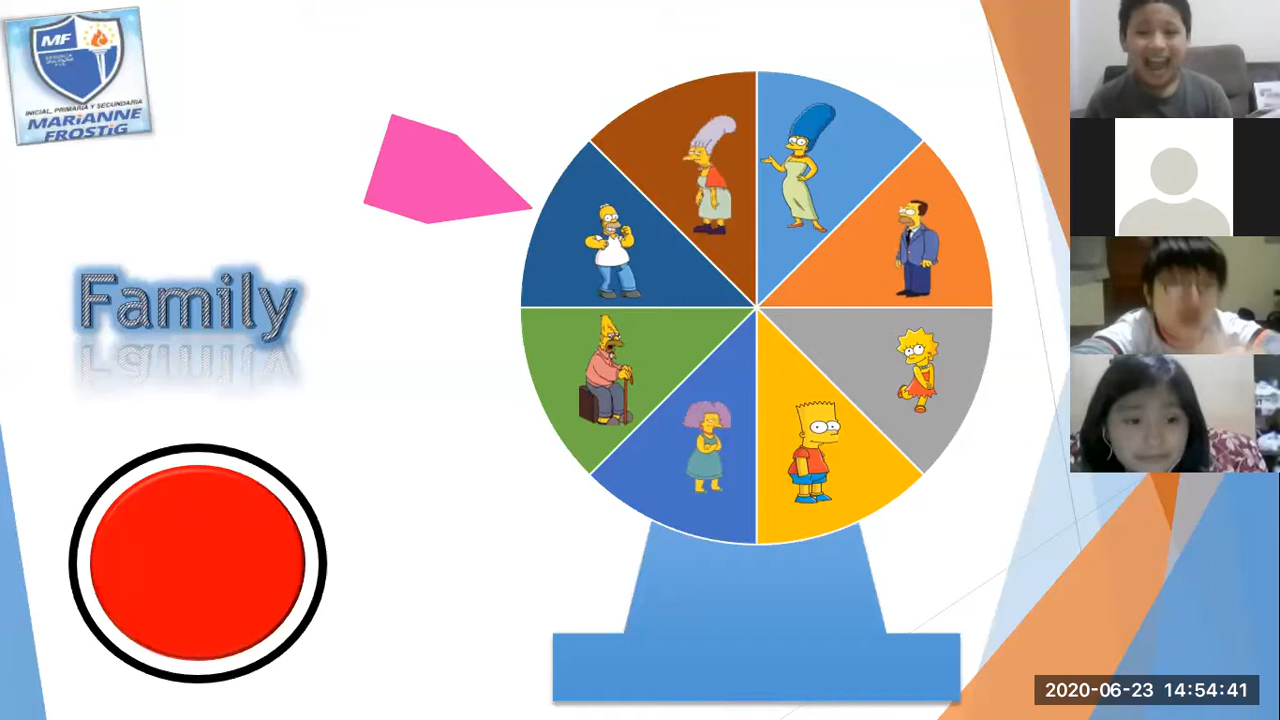 MF
INICIAL, PRIMARIA Y SECUNDARIA
MARIANNE
FROSTIG
Family
2020-06-23 14:54:41